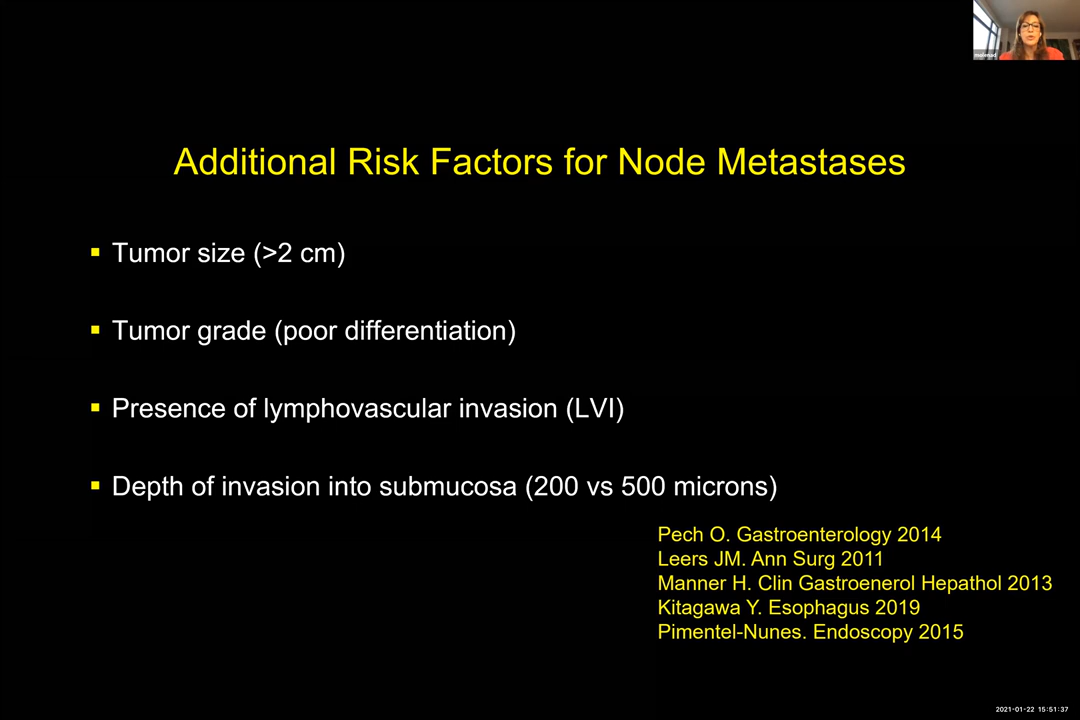 Additional Risk Factors for Node Metastases
▪ Tumor size (>2 cm)
▪ Tumor grade (poor differentiation)
▪ Presence of lymphovascular invasion (LVI)
▪ Depth of invasion into submucosa (200 vs 500 microns)
Pech O. Gastroenterology 2014
Leers JM. Ann Surg 2011
Manner H. Clin Gastroenerol Hepathol 2013
Kitagawa Y. Esophagus 2019
Pimentel-Nunes. Endoscopy 2015
2021-01-22 15:51:37